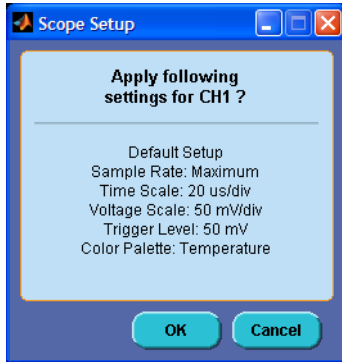 Scope Setup
Apply following
settings for CH1 ?
Default Setup
Sample Rate: Maximum
Time Scale: 20 us/div
Voltage Scale: 50 mV/div
Trigger Level: 50 mV
Color Palette: Temperature
OK
Cancel